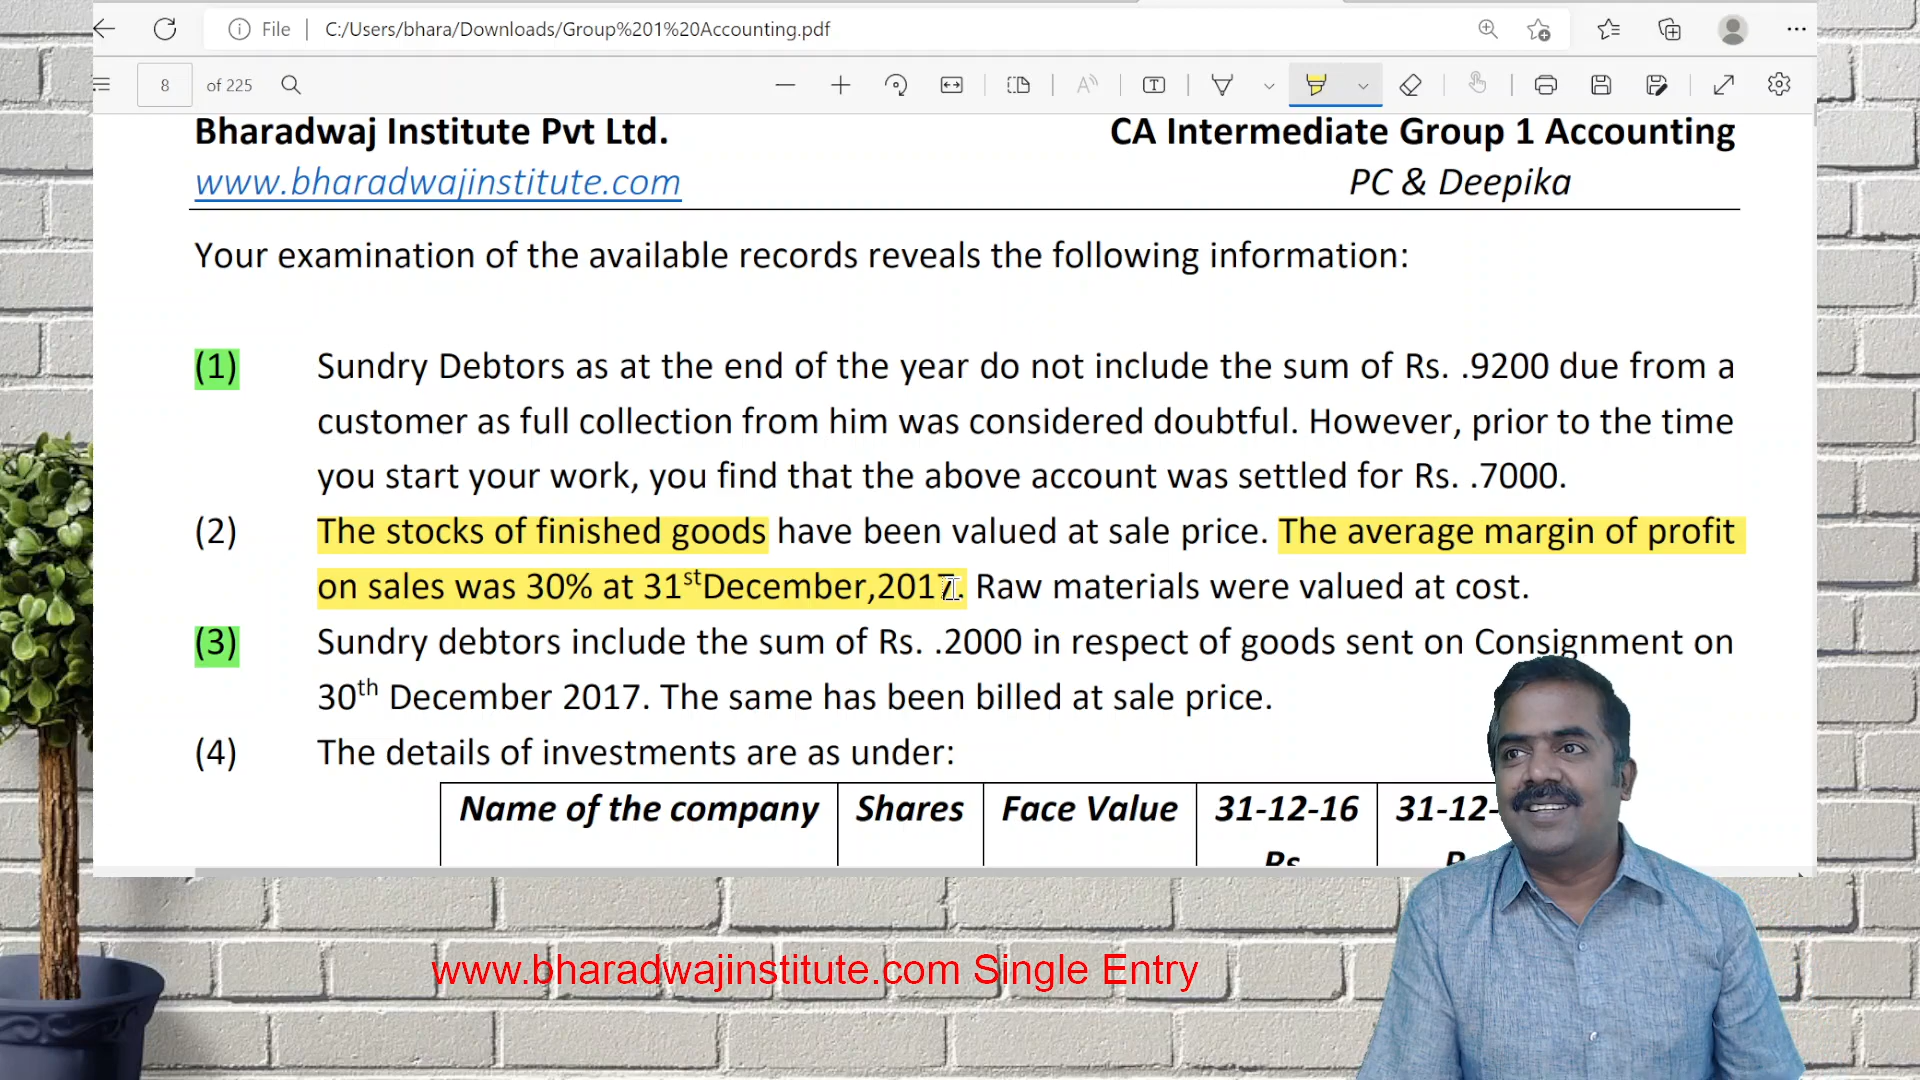 File C:/Users/bhara/Downloads/Group%201%20Accounting.pdf
8 of 225
Bharadwaj Institute Pvt Ltd. CA Intermediate Group 1 Accounting
www.bharadwajinstitute.com PC & Deepika
Your examination of the available records reveals the following information:
(1) Sundry Debtors as at the end of the year do not include the sum of Rs. .9200 due from a
customer as full collection from him was considered doubtful. However, prior to the time
you start your work, you find that the above account was settled for Rs. .7000.
(2) The stocks of finished goods have been valued at sale price. The average margin of profit
on sales was 30% at 31st December,2017. Raw materials were valued at cost.
(3) Sundry debtors include the sum of Rs. .2000 in respect of goods sent on Consignment on
30th December 2017. The same has been billed at sale price.
(4) The details of investments are as under:
Name of the company Shares Face Value 31-12-16 31-12-
Rs
www.bharadwajinstitute.com Single Entry